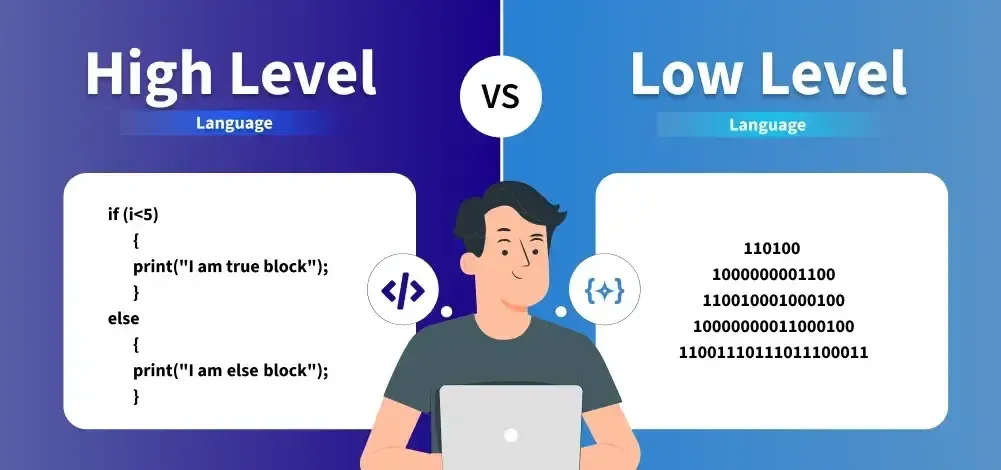 High Level
Language
VS
Low Level
Language
if (i<5)
{
print("I am true block");
}
else
{
print("I am else block");
}
</>
{✦}
110100
1000000001100
110010001000100
10000000011000100
11001110111011100011